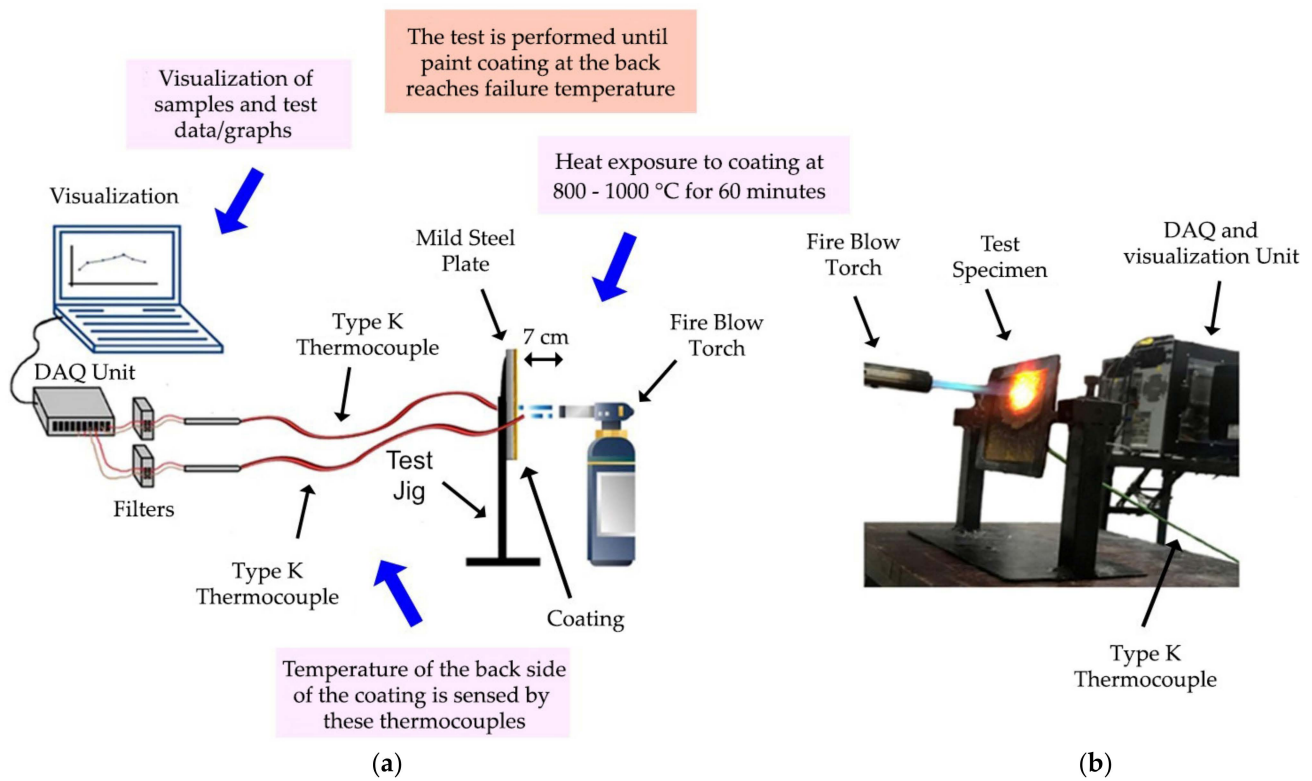 The test is performed until
paint coating at the back
reaches failure temperature
Visualization of
samples and test
data/graphs
Heat exposure to coating at
800 - 1000 °C for 60 minutes
Visualization
Mild Steel
Plate
7 cm
Fire Blow
Torch
Type K
Thermocouple
DAQ Unit
Filters
Test
Jig
Type K
Thermocouple
Coating
Temperature of the back side
of the coating is sensed by
these thermocouples
(a)
Fire Blow
Torch
Test
Specimen
DAQ and
visualization Unit
Type K
Thermocouple
(b)